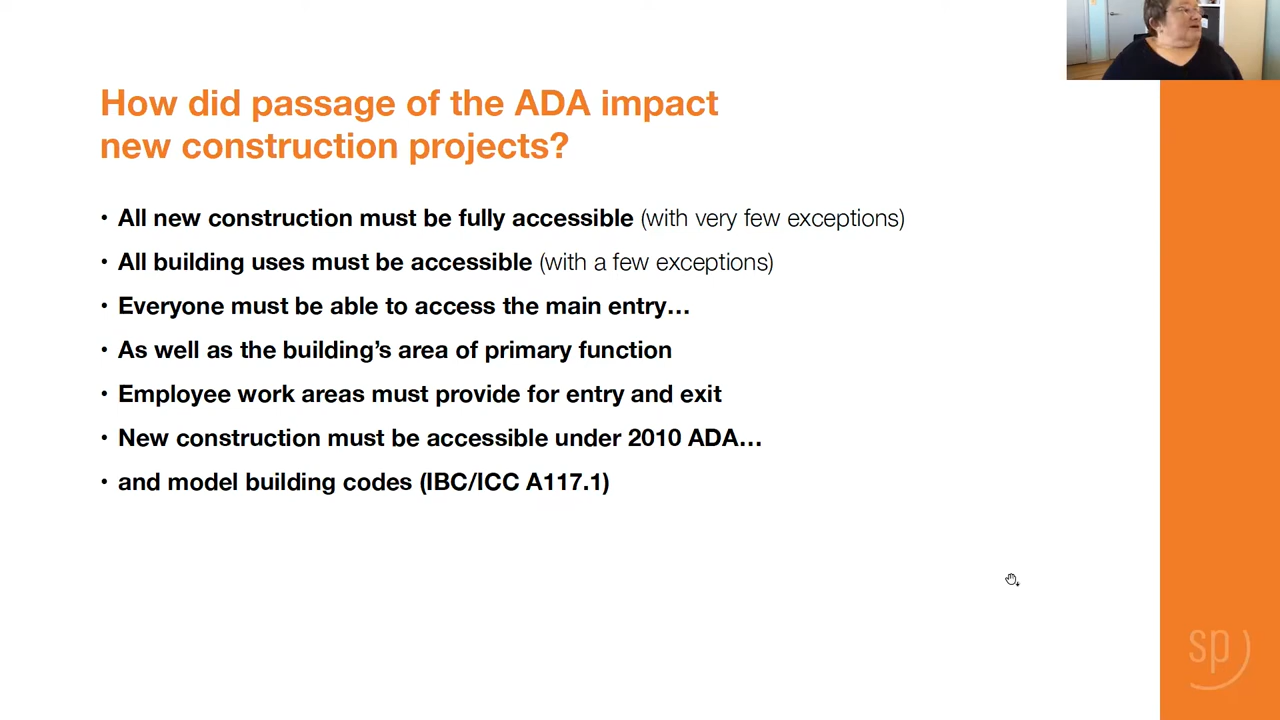 How did passage of the ADA impact
new construction projects?
• All new construction must be fully accessible (with very few exceptions)
• All building uses must be accessible (with a few exceptions)
• Everyone must be able to access the main entry…
• As well as the building’s area of primary function
• Employee work areas must provide for entry and exit
• New construction must be accessible under 2010 ADA…
• and model building codes (IBC/ICC A117.1)
sp